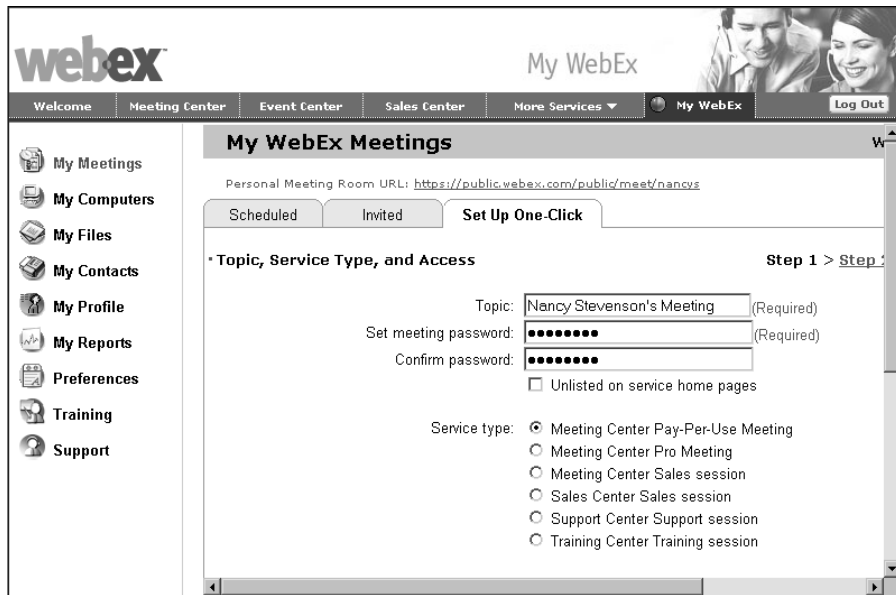 webex
My WebEx
Welcome Meeting Center Event Center Sales Center More Services ▼ My WebEx Log Out
My Meetings
My Computers
My Files
My Contacts
My Profile
My Reports
Preferences
Training
Support
My WebEx Meetings W
Personal Meeting Room URL: https://public.webex.com/public/meet/nancys
Scheduled Invited Set Up One-Click
Topic, Service Type, and Access Step 1 > Step 2
Topic: Nancy Stevenson's Meeting (Required)
Set meeting password: ●●●●●●●● (Required)
Confirm password: ●●●●●●●●
Unlisted on service home pages
Service type: Meeting Center Pay-Per-Use Meeting
Meeting Center Pro Meeting
Meeting Center Sales session
Sales Center Sales session
Support Center Support session
Training Center Training session